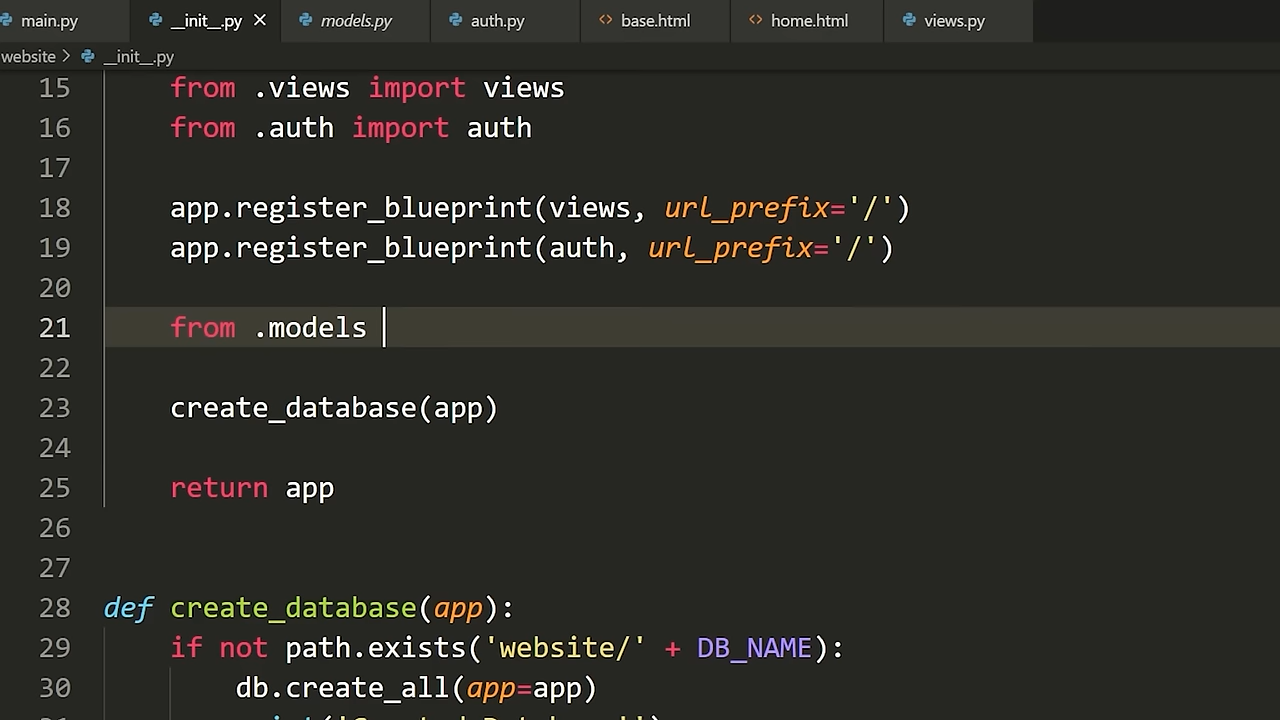 main.py __init__.py models.py auth.py base.html home.html views.py
website > __init__.py
15 from .views import views
16 from .auth import auth
17
18 app.register_blueprint(views, url_prefix='/')
19 app.register_blueprint(auth, url_prefix='/')
20
21 from .models
22
23 create_database(app)
24
25 return app
26
27
28 def create_database(app):
29 if not path.exists('website/' + DB_NAME):
30 db.create_all(app=app)